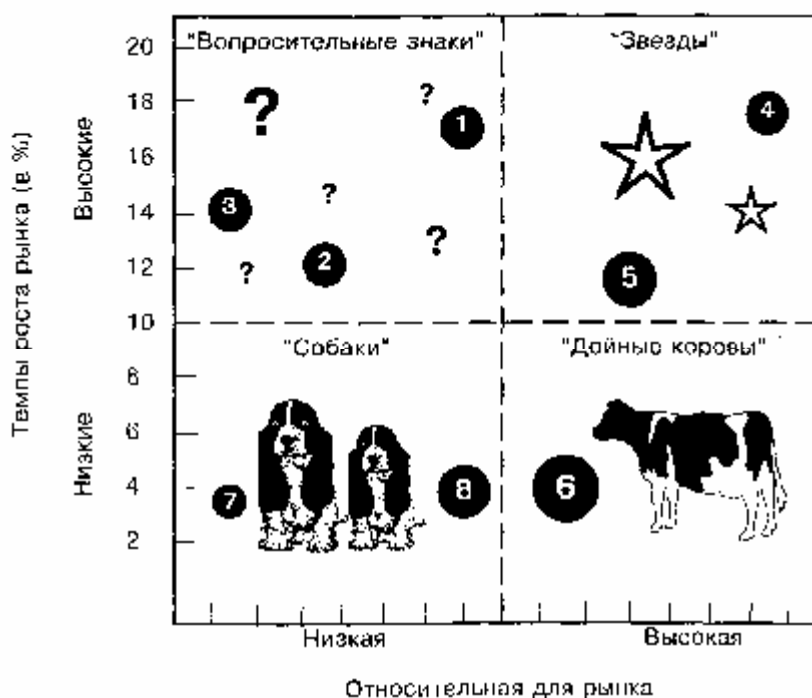 20
"Вопросительные знаки"
"Звезды"
18
?
?
1
4
16
14
3
?
?
12
?
2
5
10
"Собаки"
"Дойные коровы"
6
6
4
7
8
6
2
Низкая
Высокая
Относительная для рынка
Темпы роста рынка (в %)
Высокие
Низкие